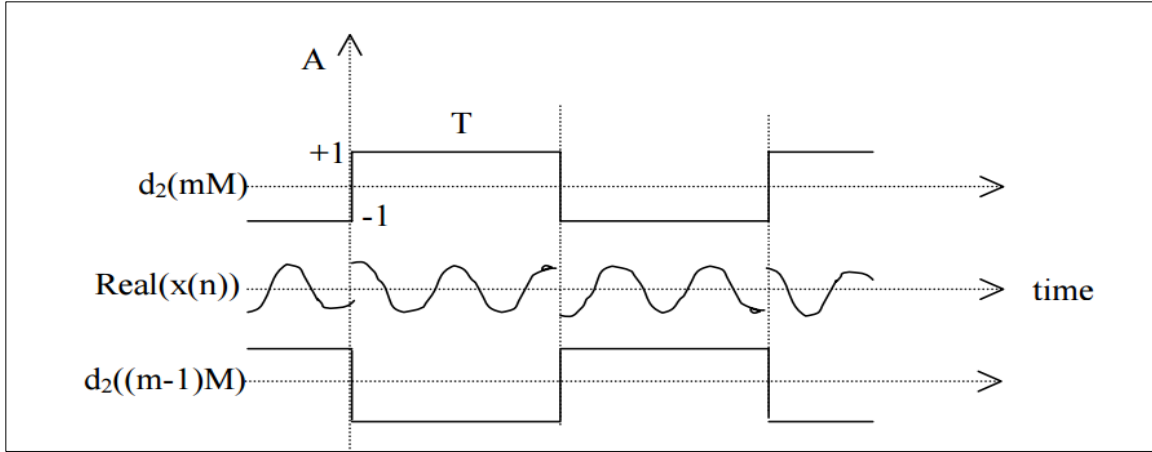 A
T
+1
d₂(mM)
-1
Real(x(n))
time
d₂((m-1)M)